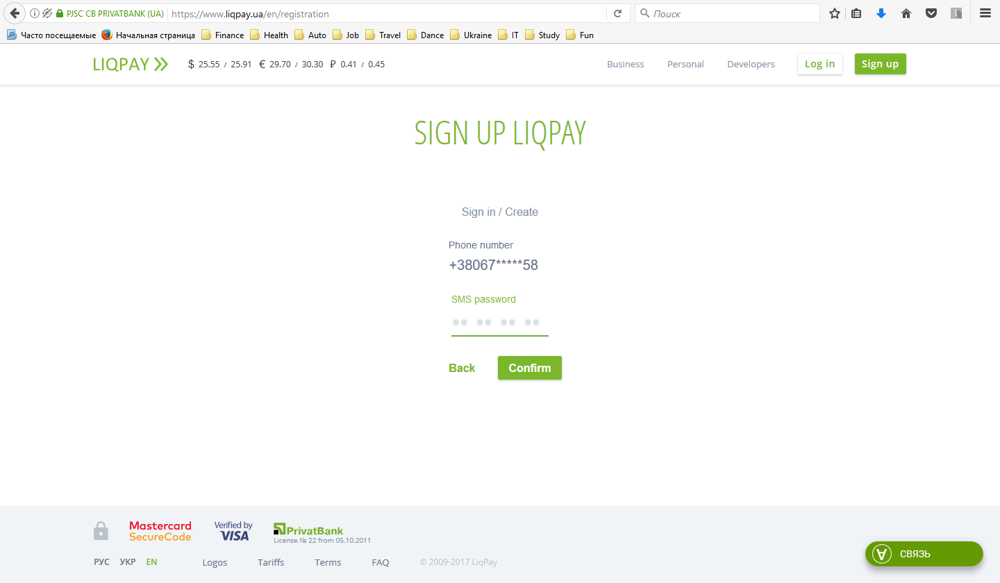 PJSC CB PRIVATBANK (UA) https://www.liqpay.ua/en/registration Поиск
Часто посещаемые Начальная страница Finance Health Auto Job Travel Dance Ukraine IT Study Fun
LIQPAY $ 25.55 / 25.91 € 29.70 / 30.30 ₽ 0.41 / 0.45 Business Personal Developers Log in Sign up
SIGN UP LIQPAY
Sign in / Create
Phone number
+38067*****58
SMS password
Back Confirm
Mastercard SecureCode
Verified by VISA
PrivatBank
License № 22 from 05.10.2011
РУС УКР EN Logos Tariffs Terms FAQ © 2009-2017 LiqPay
СВЯЗЬ